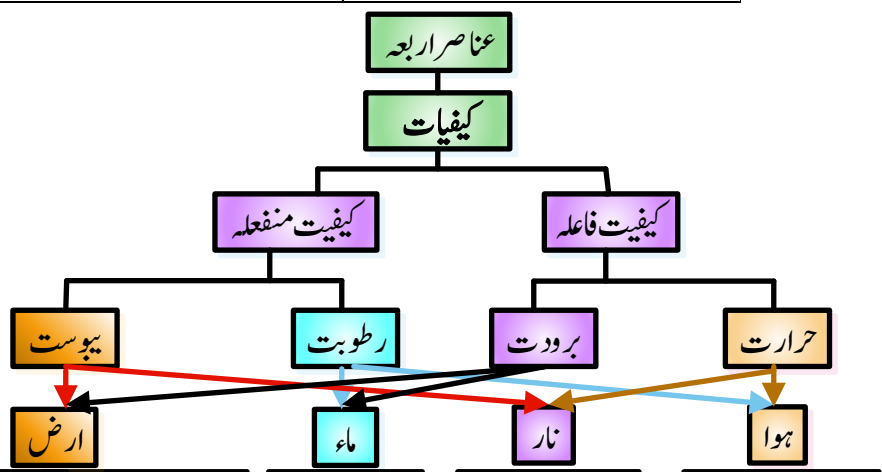 عناصر اربعہ
کیفیات
کیفیت فاعلہ
کیفیت منفعلہ
حرارت
برودت
رطوبت
یبوست
ہوا
نار
ماء
ارض